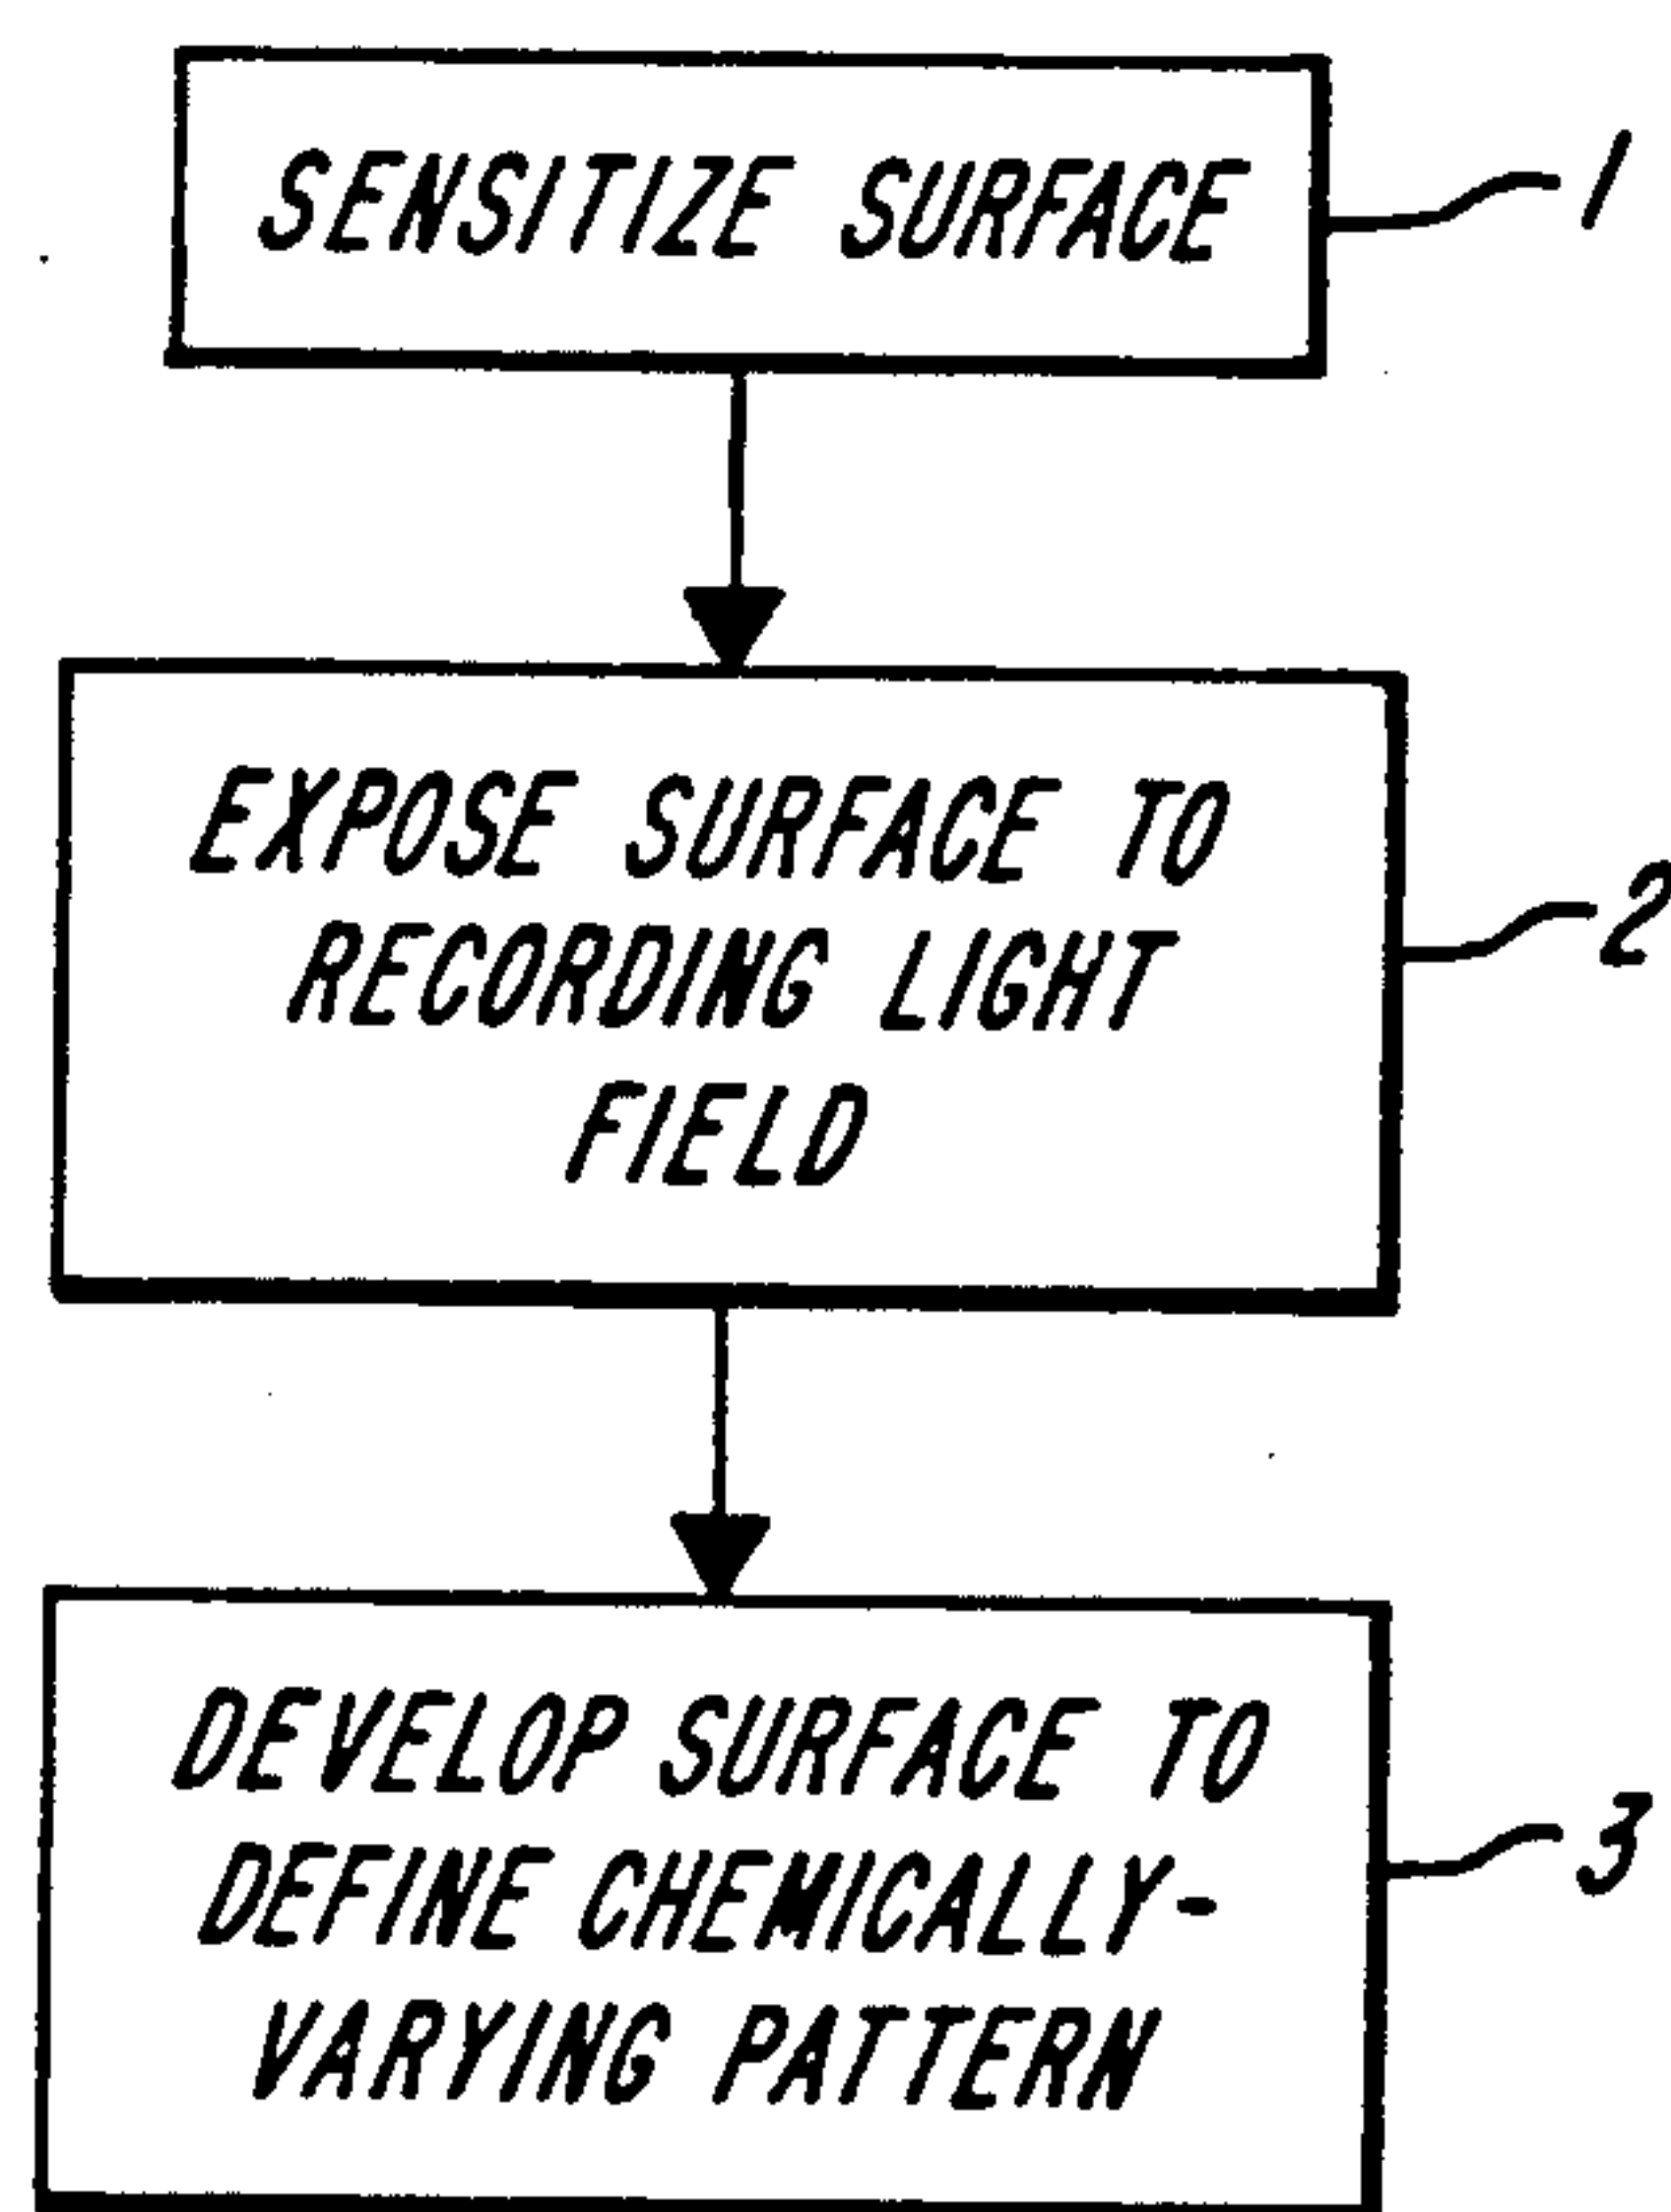 SENSITIZE SURFACE
1
EXPOSE SURFACE TO
RECORDING LIGHT
FIELD
2
DEVELOP SURFACE TO
DEFINE CHEMICALLY-
VARYING PATTERN
3